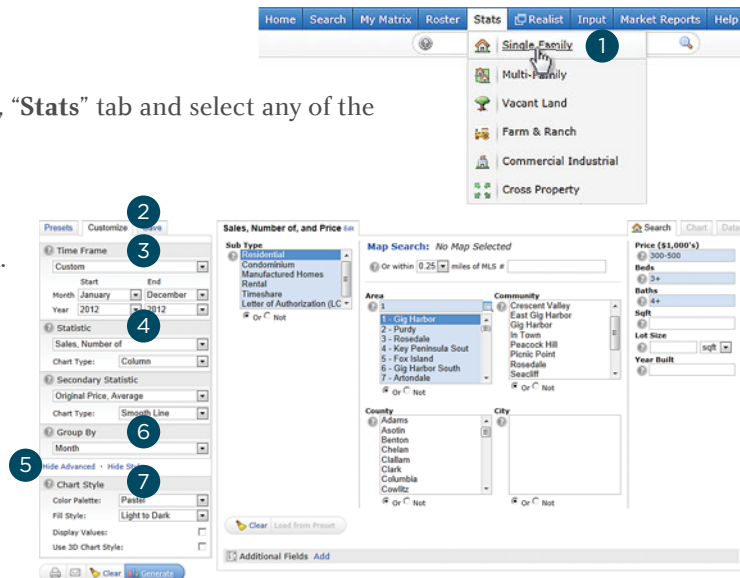 Home Search My Matrix Roster Stats Realist Input Market Reports Help
Single Family 1
Multi-Family
Vacant Land
Farm & Ranch
Commercial Industrial
Cross Property
, “Stats” tab and select any of the
.
2
Presets Customize Save
3
Time Frame
Custom
Start End
Month January December
Year 2012 2012
4
Statistic
Sales, Number of
Chart Type: Column
Secondary Statistic
Original Price, Average
Chart Type: Smooth Line
6
Group By
Month
5
Hide Advanced • Hide
7
Chart Style
Color Palette: Pastel
Fill Style: Light to Dark
Display Values:
Use 3D Chart Style:
Clear Generate
Sales, Number of, and Price Edit
Sub Type
Residential
Condominium
Manufactured Homes
Rental
Timeshare
Letter of Authorization (LC
Or Not
Map Search: No Map Selected
Or within 0.25 miles of MLS #
Area
1
1 - Gig Harbor
2 - Purdy
3 - Rosedale
4 - Key Peninsula Sout
5 - Fox Island
6 - Gig Harbor South
7 - Artondale
Or Not
Community
Crescent Valley
East Gig Harbor
Gig Harbor
In Town
Peacock Hill
Picnic Point
Rosedale
Seacliff
Or Not
County
Adams
Asotin
Benton
Chelan
Clallam
Clark
Columbia
Cowlitz
Or Not
City
Or Not
Clear Load from Preset
Additional Fields Add
Search Chart Data
Price ($1,000's)
300-500
Beds
3+
Baths
4+
Sqft
Lot Size
sqft
Year Built